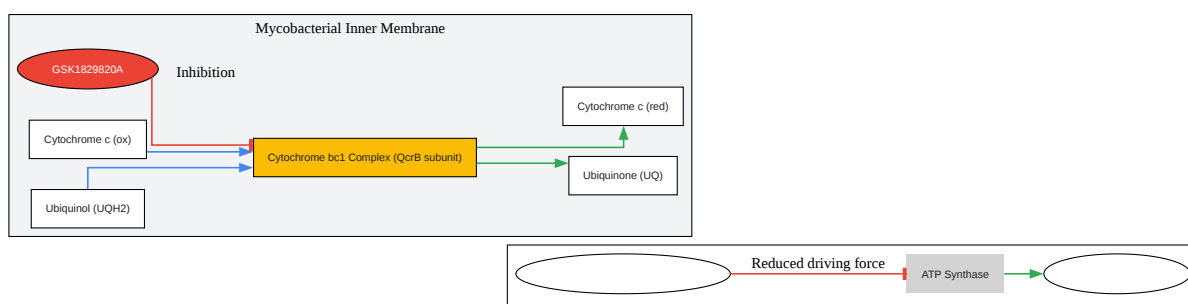 Mycobacterial Inner Membrane
GSK1829820A
Inhibition
Cytochrome c (red)
Cytochrome c (ox)
Cytochrome bc1 Complex (QcrB subunit)
Ubiquinone (UQ)
Ubiquinol (UQH2)
Reduced driving force
ATP Synthase